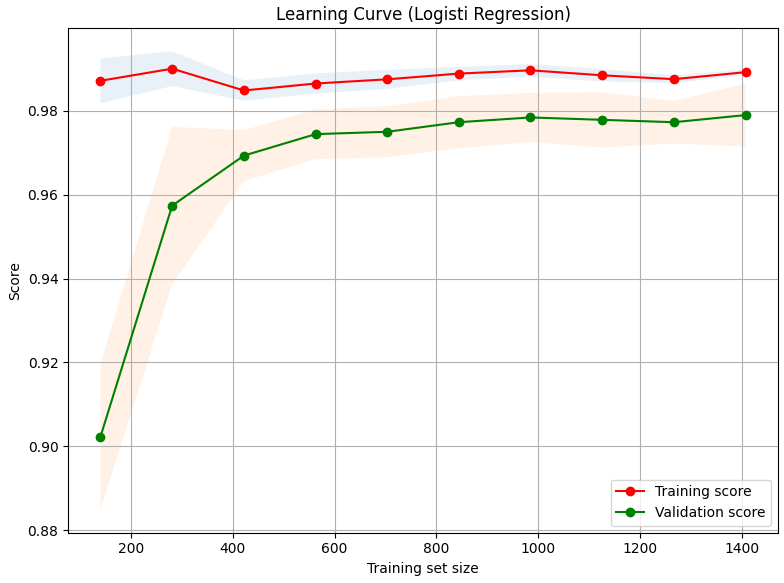 Learning Curve (Logisti Regression)
Score
0.98
0.96
0.94
0.92
0.90
0.88
200 400 600 800 1000 1200 1400
Training set size
Training score
Validation score